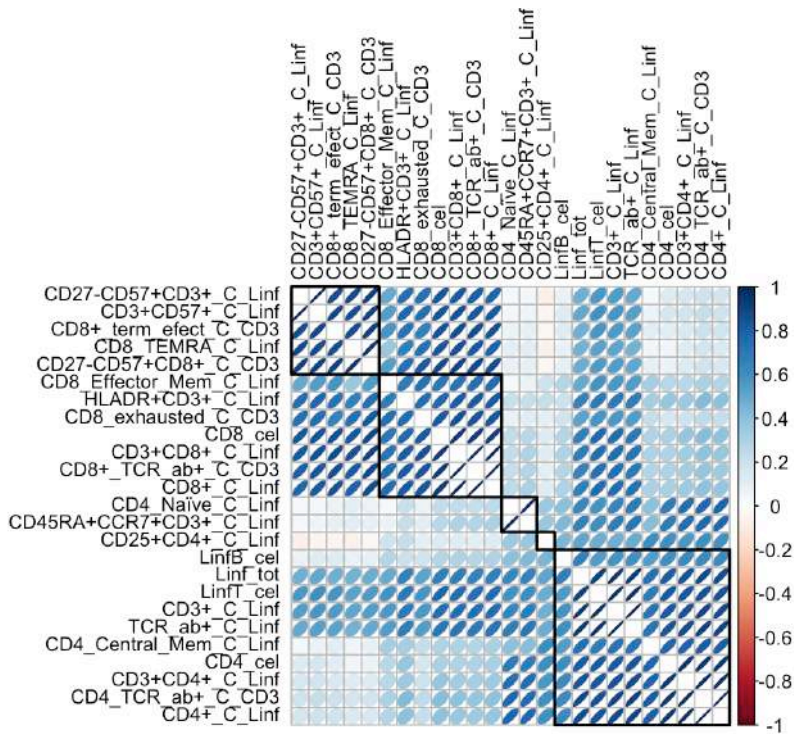 CD27-CD57+CD3+_C_Linf
CD3+CD57+_C_Linf
CD8+_term_efect_C_CD3
CD8_TEMRA_C_Linf
CD27-CD57+CD8+_C_CD3
CD8_Effector_Mem_C_Linf
HLADR+CD3+_C_Linf
CD8_exhausted_C_CD3
CD8_cel
CD3+CD8+_C_Linf
CD8+_TCR_ab+_C_CD3
CD8+_C_Linf
CD4_Naïve_C_Linf
CD45RA+CCR7+CD3+_C_Linf
CD25+CD4+_C_Linf
LinfB_cel
Linf_tot
LinfT_cel
CD3+_C_Linf
TCR_ab+_C_Linf
CD4_Central_Mem_C_Linf
CD4_cel
CD3+CD4+_C_Linf
CD4_TCR_ab+_C_CD3
CD4+_C_Linf
CD27-CD57+CD3+_C_Linf
CD3+CD57+_C_Linf
CD8+_term_efect_C_CD3
CD8_TEMRA_C_Linf
CD27-CD57+CD8+_C_CD3
CD8_Effector_Mem_C_Linf
HLADR+CD3+_C_Linf
CD8_exhausted_C_CD3
CD8_cel
CD3+CD8+_C_Linf
CD8+_TCR_ab+_C_CD3
CD8+_C_Linf
CD4_Naïve_C_Linf
CD45RA+CCR7+CD3+_C_Linf
CD25+CD4+_C_Linf
LinfB_cel
Linf_tot
LinfT_cel
CD3+_C_Linf
TCR_ab+_C_Linf
CD4_Central_Mem_C_Linf
CD4_cel
CD3+CD4+_C_Linf
CD4_TCR_ab+_C_CD3
CD4+_C_Linf
1
0.8
0.6
0.4
0.2
0
-0.2
-0.4
-0.6
-0.8
-1